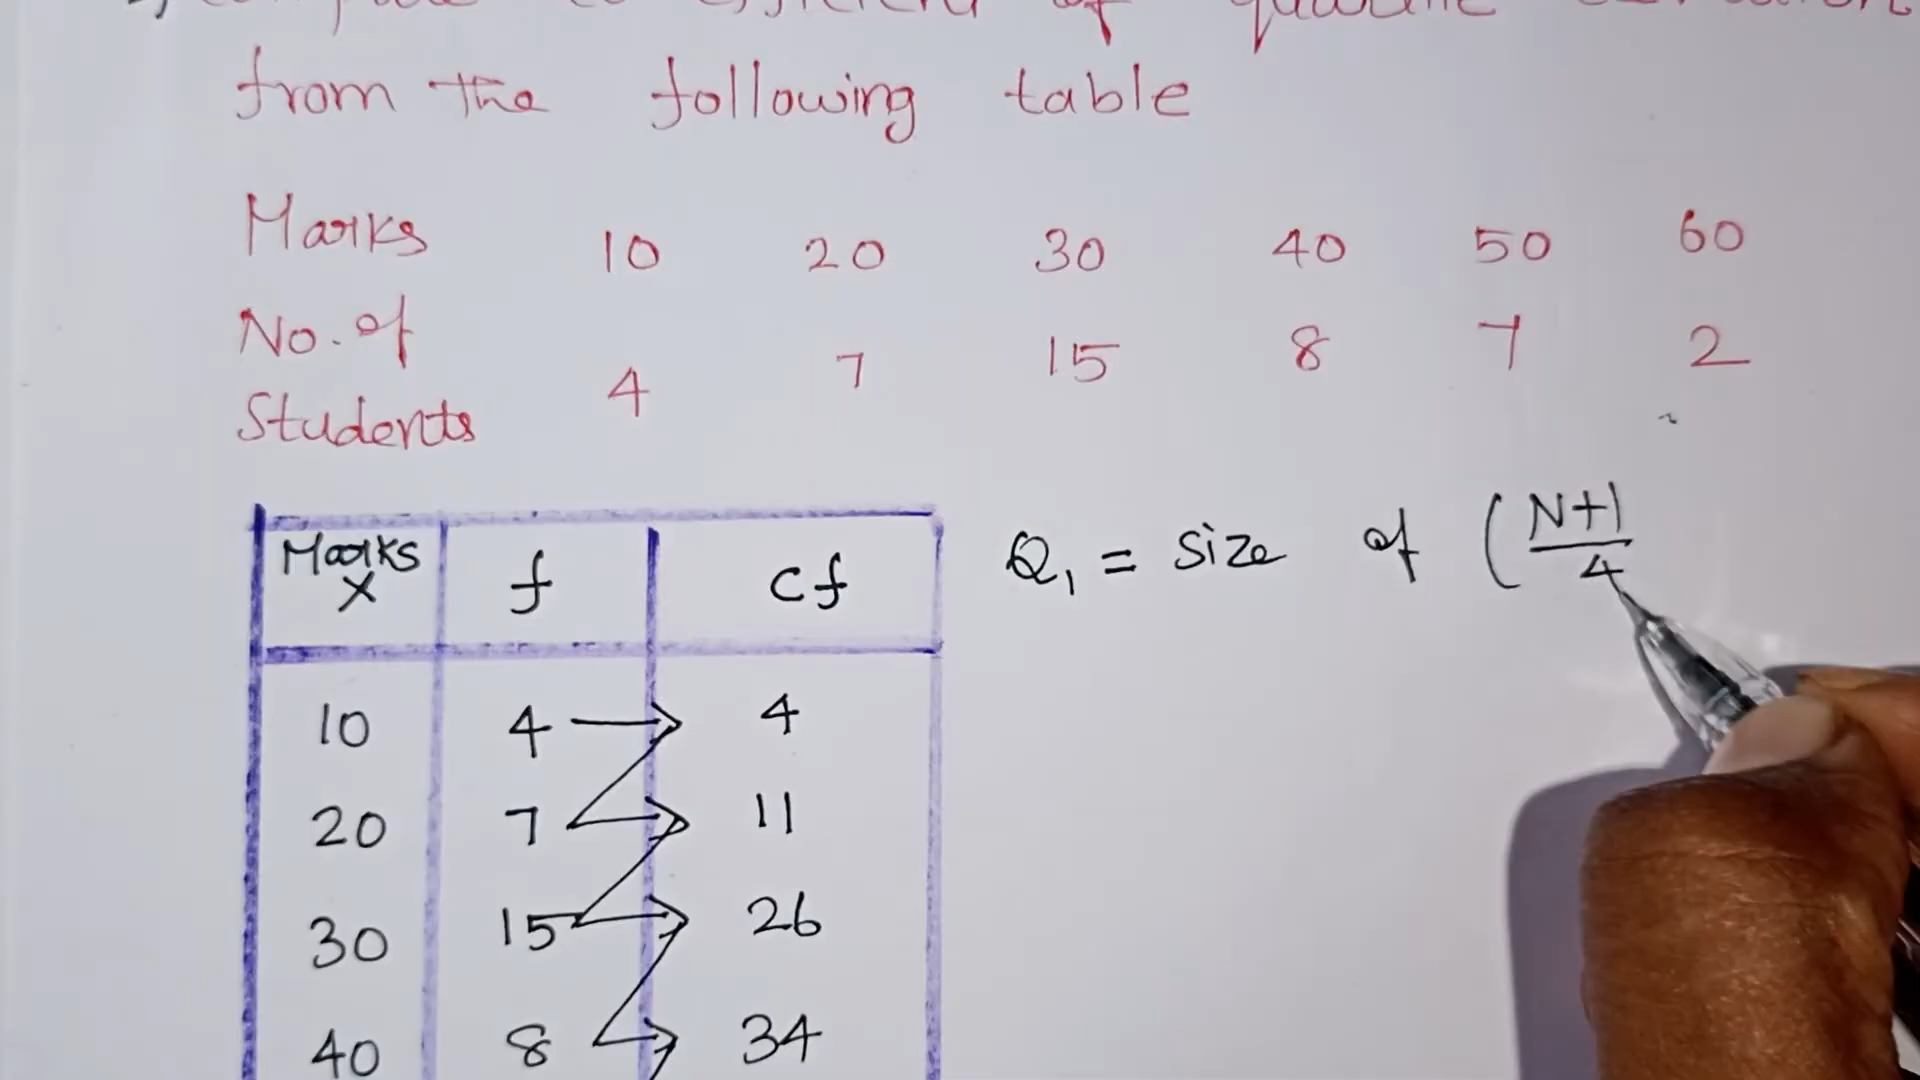 of
from the following table
Marks 10 20 30 40 50 60
No. of
Students 4 7 15 8 7 2
Marks X f cf
Q₁ = Size of (N+1/4
10 4 4
20 7 11
30 15 26
40 8 34